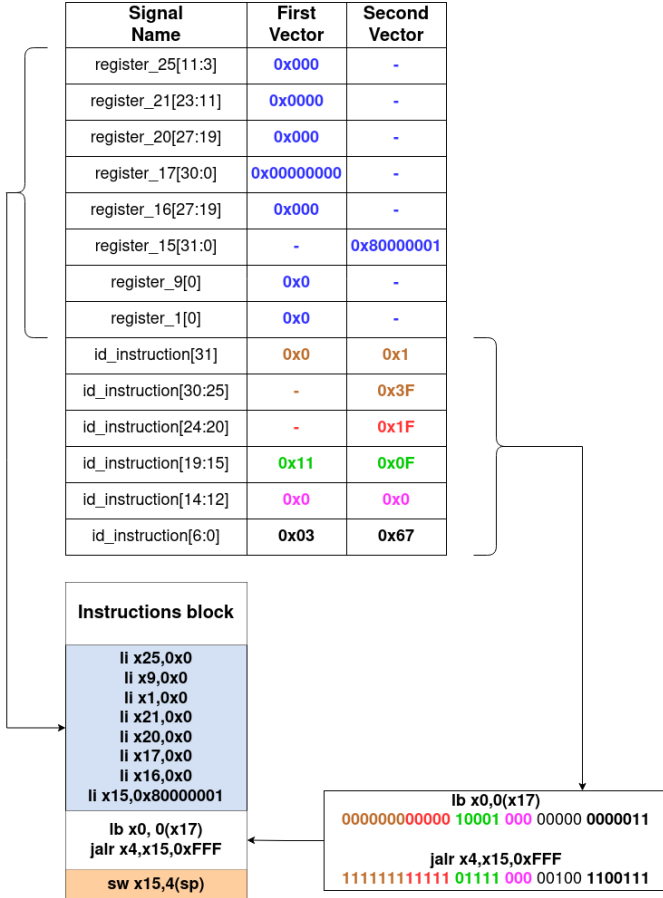 Signal Name First Vector Second Vector
register_25[11:3] 0x000 -
register_21[23:11] 0x0000 -
register_20[27:19] 0x000 -
register_17[30:0] 0x00000000 -
register_16[27:19] 0x000 -
register_15[31:0] - 0x80000001
register_9[0] 0x0 -
register_1[0] 0x0 -
id_instruction[31] 0x0 0x1
id_instruction[30:25] - 0x3F
id_instruction[24:20] - 0x1F
id_instruction[19:15] 0x11 0x0F
id_instruction[14:12] 0x0 0x0
id_instruction[6:0] 0x03 0x67
Instructions block
li x25,0x0
li x9,0x0
li x1,0x0
li x21,0x0
li x20,0x0
li x17,0x0
li x16,0x0
li x15,0x80000001
lb x0, 0(x17)
jalr x4,x15,0xFFF
sw x15,4(sp)
lb x0,0(x17)
000000000000 10001 000 00000 0000011
jalr x4,x15,0xFFF
111111111111 01111 000 00100 1100111